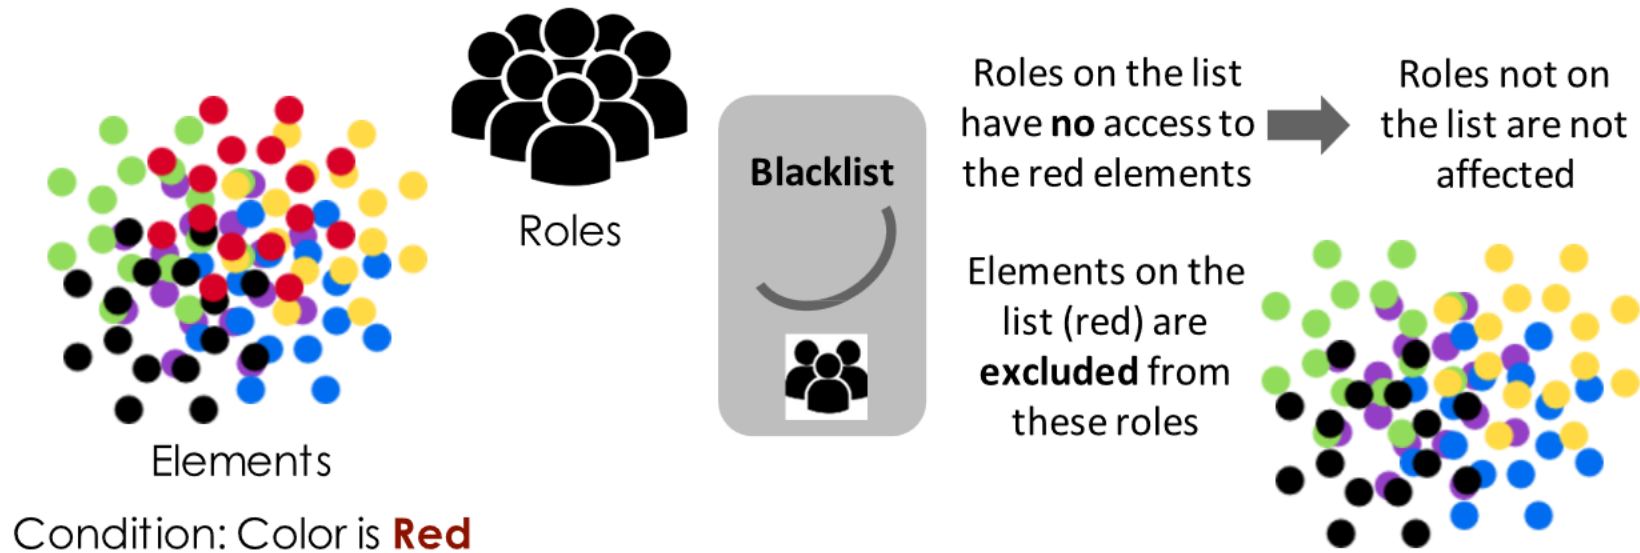 Elements
Condition: Color is Red
Roles
Blacklist
Roles on the list
have no access to
the red elements
Roles not on
the list are not
affected
Elements on the
list (red) are
excluded from
these roles